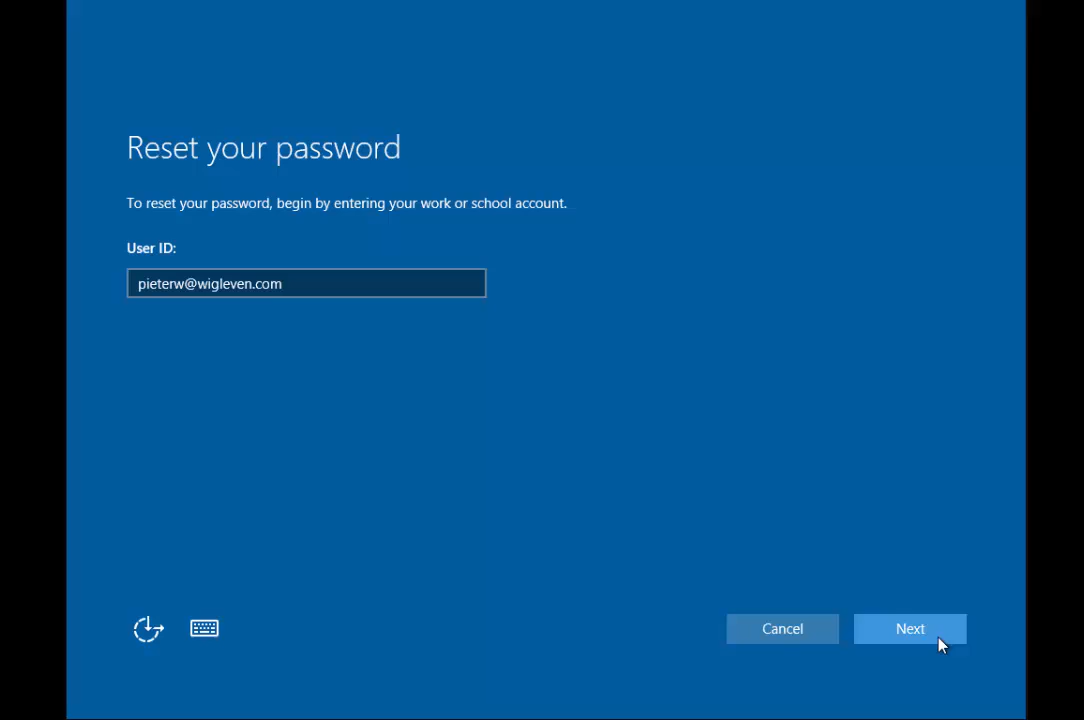 Reset your password
To reset your password, begin by entering your work or school account.
User ID:
pieterw@wigleven.com
Cancel
Next